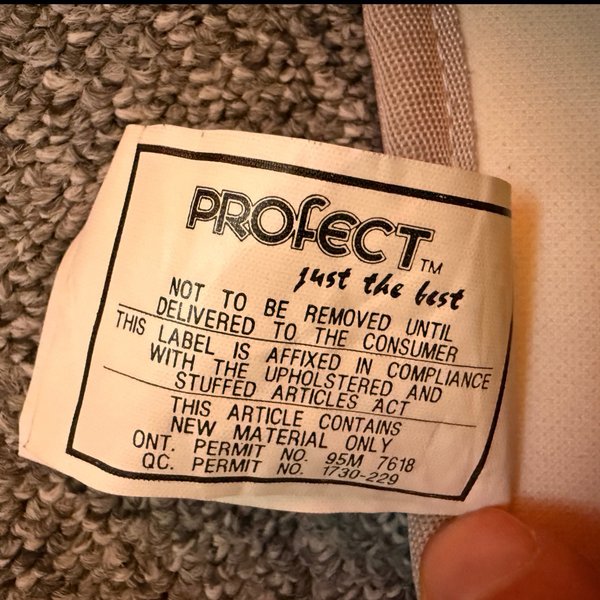 PROFECT™
just the best
NOT TO BE REMOVED UNTIL
DELIVERED TO THE CONSUMER
THIS LABEL IS AFFIXED IN COMPLIANCE
WITH THE UPHOLSTERED AND
STUFFED ARTICLES ACT
THIS ARTICLE CONTAINS
NEW MATERIAL ONLY
ONT. PERMIT NO. 95M 7618
QC. PERMIT NO. 1730-229